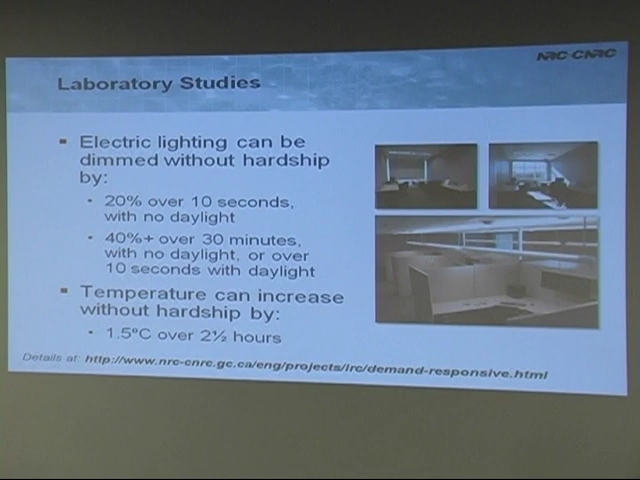 NRC-CNRC
Laboratory Studies
▪ Electric lighting can be
dimmed without hardship
by:
• 20% over 10 seconds,
with no daylight
• 40%+ over 30 minutes,
with no daylight, or over
10 seconds with daylight
▪ Temperature can increase
without hardship by:
• 1.5°C over 2½ hours
Details at: http://www.nrc-cnrc.gc.ca/eng/projects/irc/demand-responsive.html